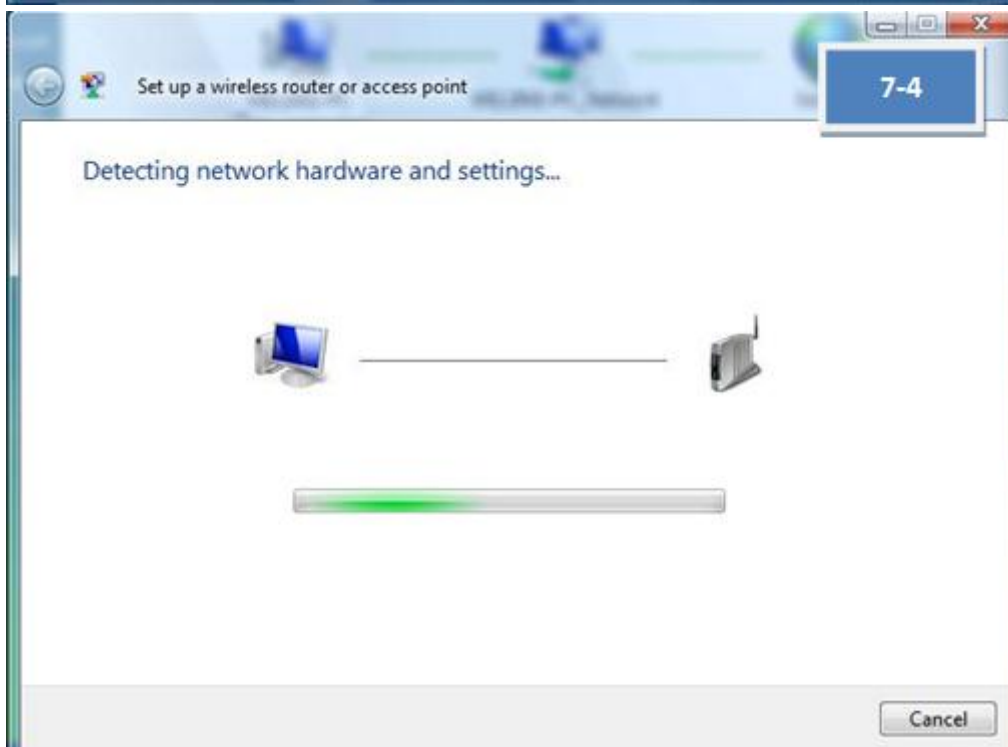 Set up a wireless router or access point
7-4
Detecting network hardware and settings...
Cancel